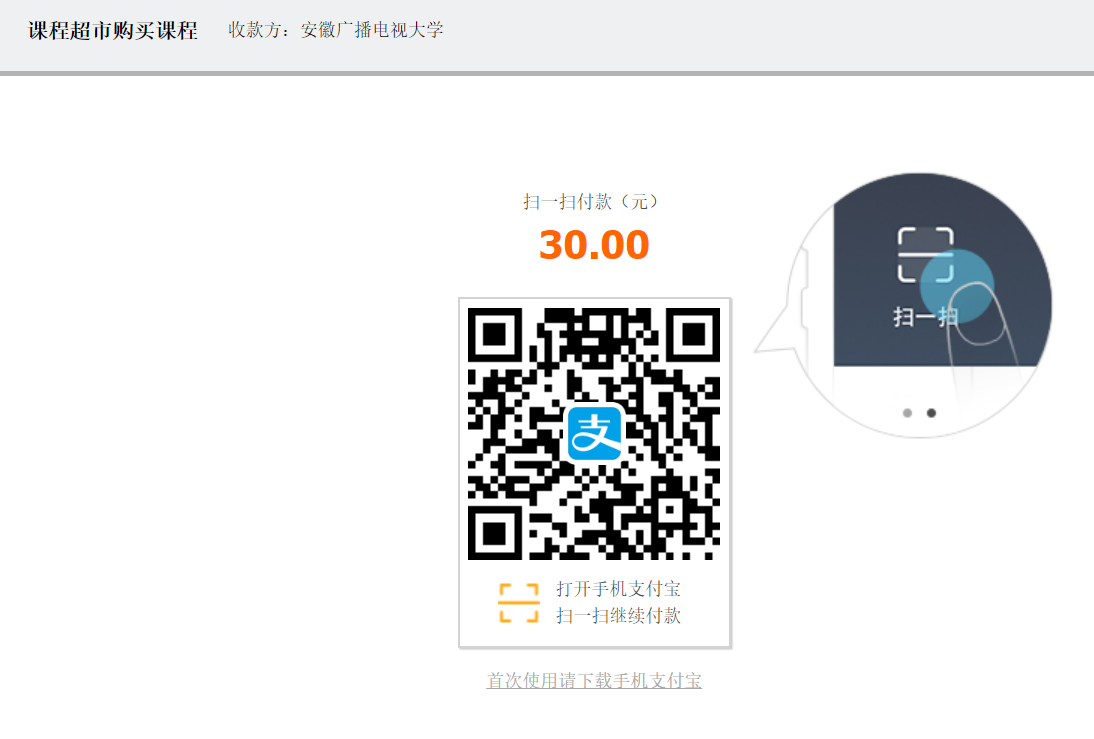 课程超市购买课程 收款方：安徽广播电视大学
扫一扫付款（元）
30.00
扫一扫
支
打开手机支付宝
扫一扫继续付款
首次使用请下载手机支付宝